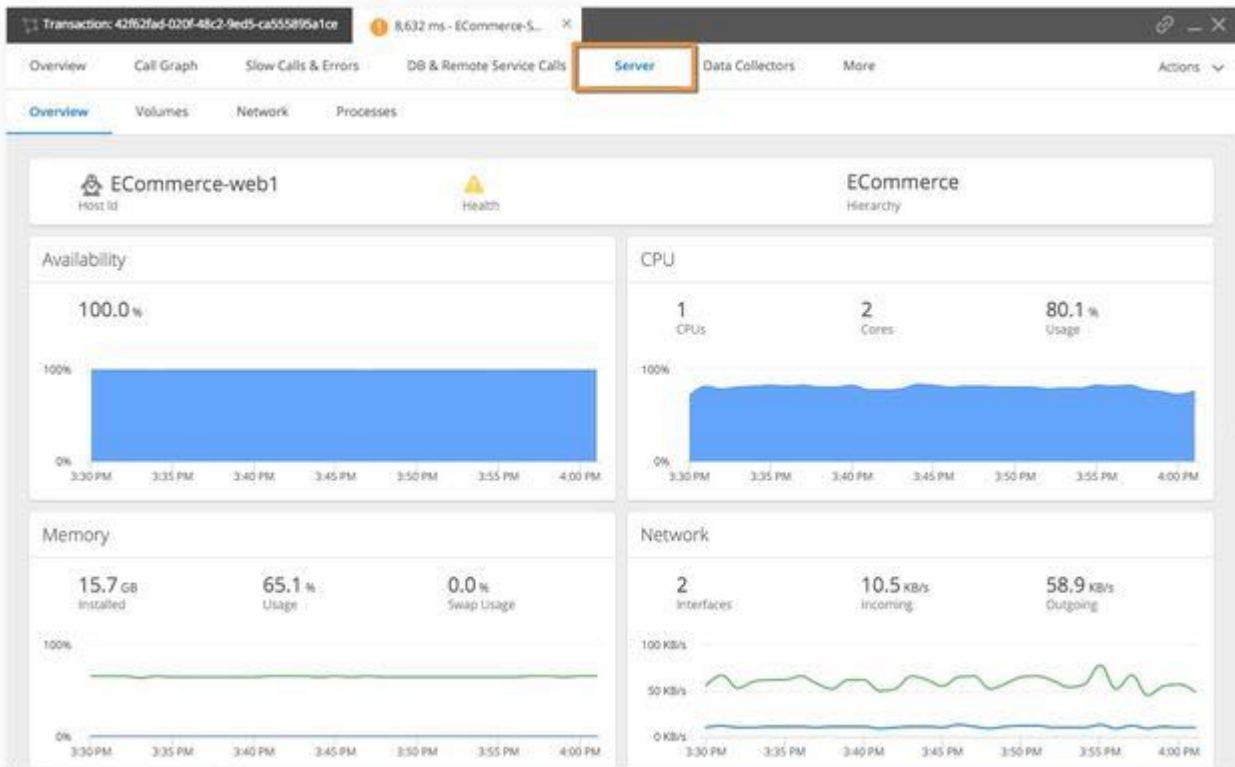 Transaction: 42f62fad-020f-48c2-9ed5-ca555895a1ce 8,632 ms - ECommerce-S...
Overview Call Graph Slow Calls & Errors DB & Remote Service Calls Server Data Collectors More Actions
Overview Volumes Network Processes
ECommerce-web1 ECommerce
Host Id Health Hierarchy
Availability
100.0 %
100%
0%
3:30 PM 3:35 PM 3:40 PM 3:45 PM 3:50 PM 3:55 PM 4:00 PM
CPU
1 2 80.1 %
CPUs Cores Usage
100%
0%
3:30 PM 3:35 PM 3:40 PM 3:45 PM 3:50 PM 3:55 PM 4:00 PM
Memory
15.7 GB 65.1 % 0.0 %
Installed Usage Swap Usage
100%
0%
3:30 PM 3:35 PM 3:40 PM 3:45 PM 3:50 PM 3:55 PM 4:00 PM
Network
2 10.5 KB/s 58.9 KB/s
Interfaces Incoming Outgoing
100 KB/s
50 KB/s
0 KB/s
3:30 PM 3:35 PM 3:40 PM 3:45 PM 3:50 PM 3:55 PM 4:00 PM